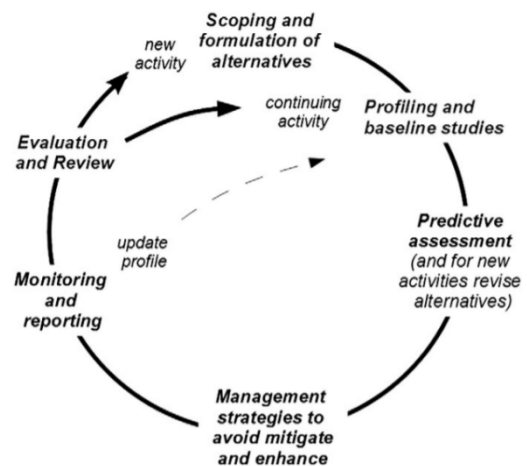 Scoping and
formulation of
alternatives
new
activity
continuing
activity
Profiling and
baseline studies
Evaluation
and Review
Predictive
assessment
(and for new
activities revise
alternatives)
update
profile
Monitoring
and
reporting
Management
strategies to
avoid mitigate
and enhance